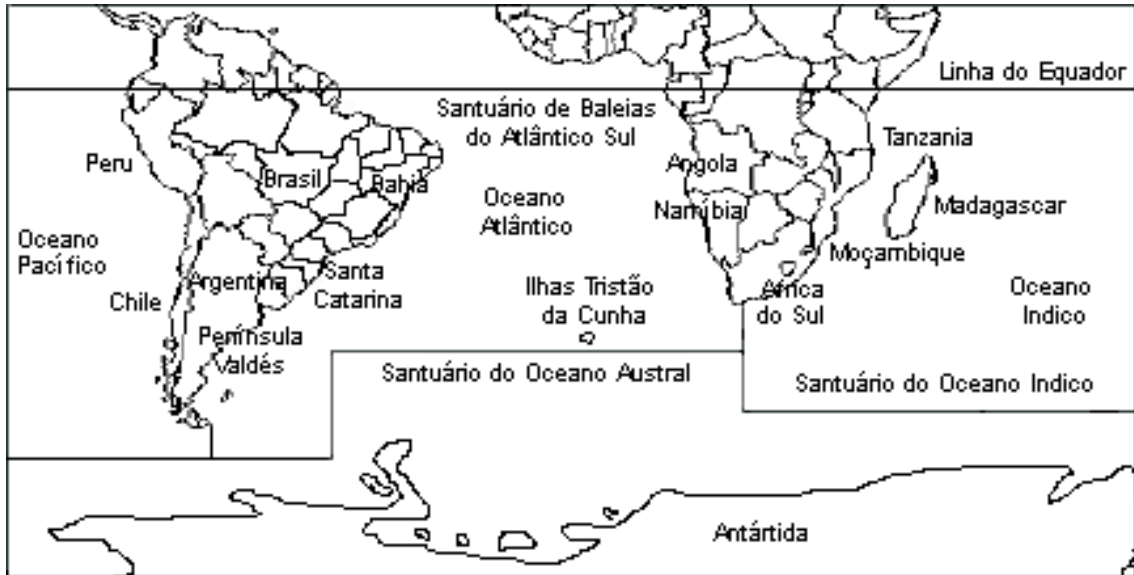 Linha do Equador
Santuário de Baleias
do Atlântico Sul
Tanzania
Peru
Angola
Brasil
Bahia
Oceano
Atlântico
Namíbia
Madagascar
Oceano
Pacífico
Moçambique
Argentina
Santa
Catarina
Chile
Ilhas Tristão
da Cunha
África
do Sul
Oceano
Indico
Península
Valdés
Santuário do Oceano Austral
Santuário do Oceano Indico
Antártida